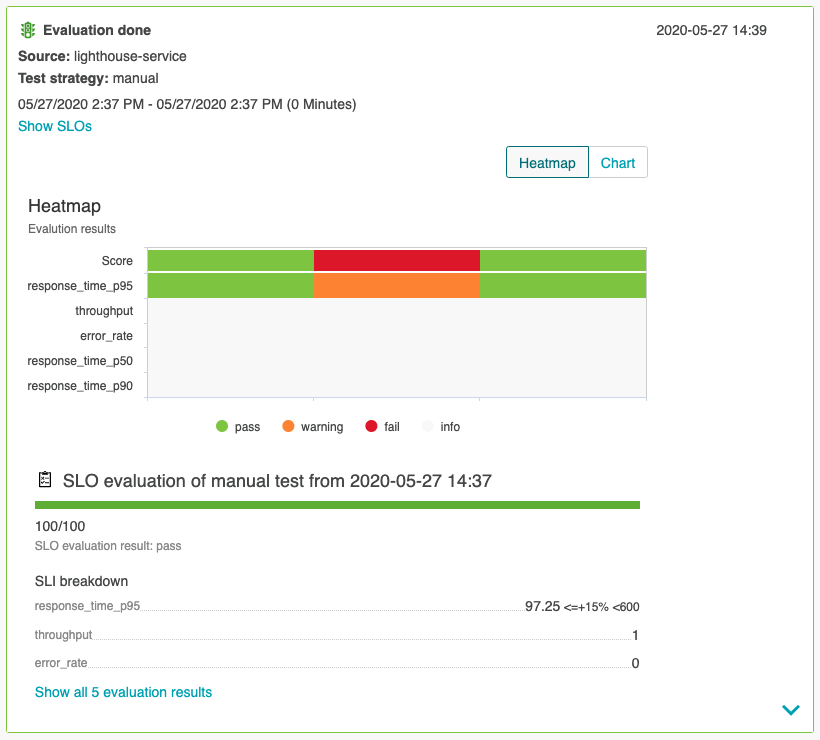 Evaluation done
2020-05-27 14:39
Source: lighthouse-service
Test strategy: manual
05/27/2020 2:37 PM - 05/27/2020 2:37 PM (0 Minutes)
Show SLOs
Heatmap Chart
Heatmap
Evalution results
Score
response_time_p95
throughput
error_rate
response_time_p50
response_time_p90
pass warning fail info
SLO evaluation of manual test from 2020-05-27 14:37
100/100
SLO evaluation result: pass
SLI breakdown
response_time_p95 97.25 <=+15% <600
throughput 1
error_rate 0
Show all 5 evaluation results